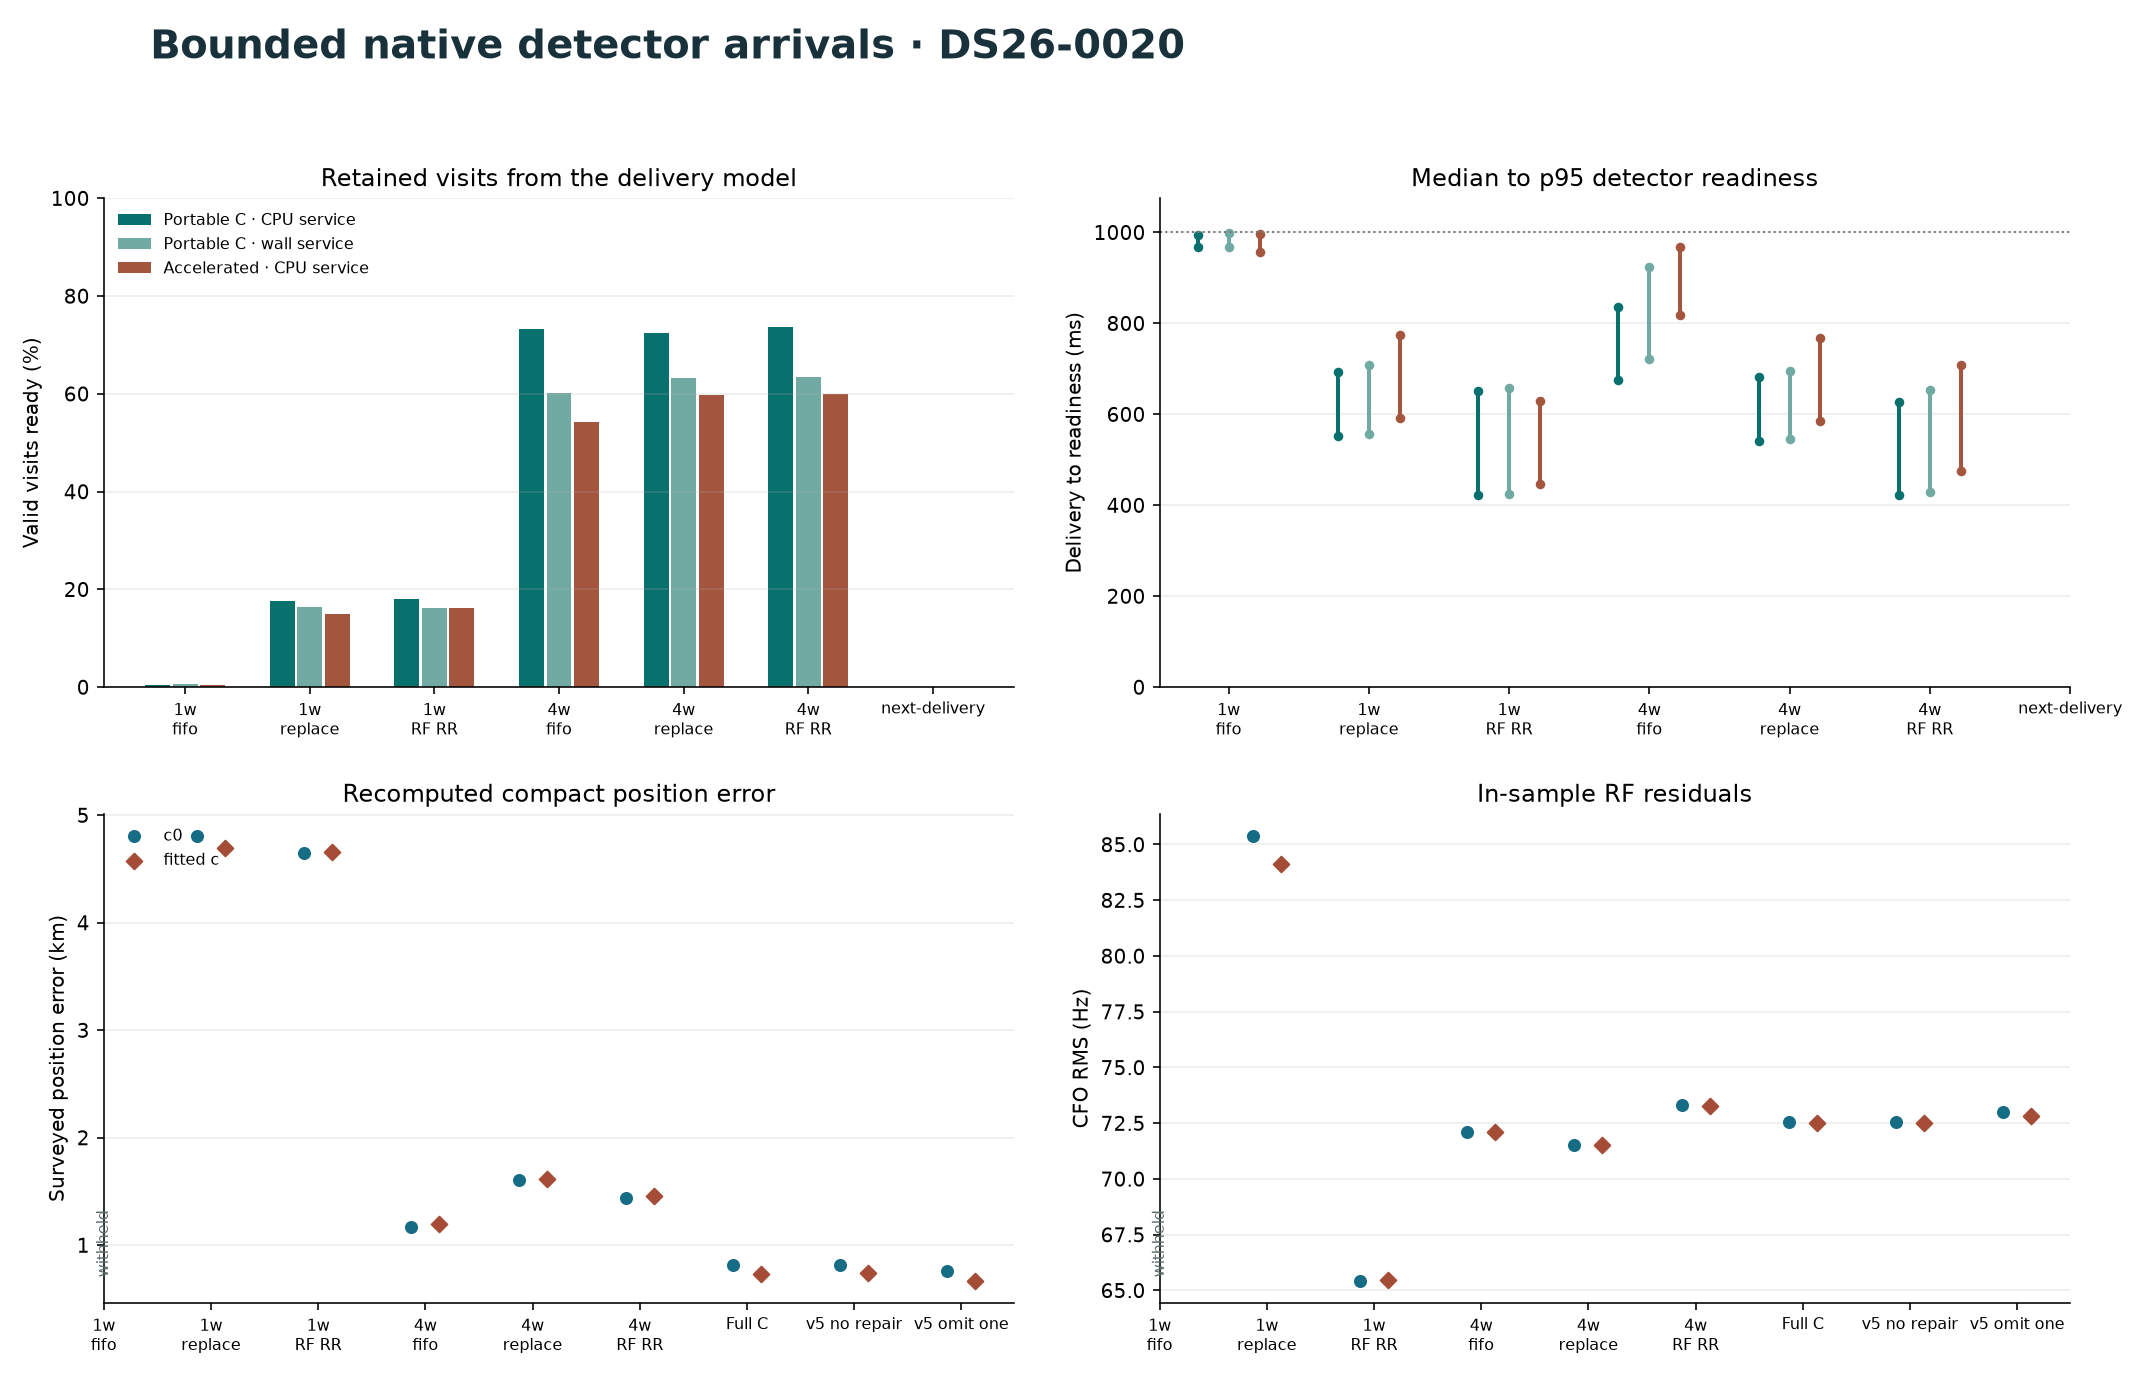 Bounded native detector arrivals · DS26-0020
Retained visits from the delivery model
Valid visits ready (%)
100
80
60
40
20
0
Portable C · CPU service
Portable C · wall service
Accelerated · CPU service
1w fifo
1w replace
1w RF RR
4w fifo
4w replace
4w RF RR
next-delivery
Median to p95 detector readiness
Delivery to readiness (ms)
1000
800
600
400
200
0
1w fifo
1w replace
1w RF RR
4w fifo
4w replace
4w RF RR
next-delivery
Recomputed compact position error
Surveyed position error (km)
5
4
3
2
1
c0
fitted c
withheld
1w fifo
1w replace
1w RF RR
4w fifo
4w replace
4w RF RR
Full C
v5 no repair
v5 omit one
In-sample RF residuals
CFO RMS (Hz)
85.0
82.5
80.0
77.5
75.0
72.5
70.0
67.5
65.0
withheld
1w fifo
1w replace
1w RF RR
4w fifo
4w replace
4w RF RR
Full C
v5 no repair
v5 omit one